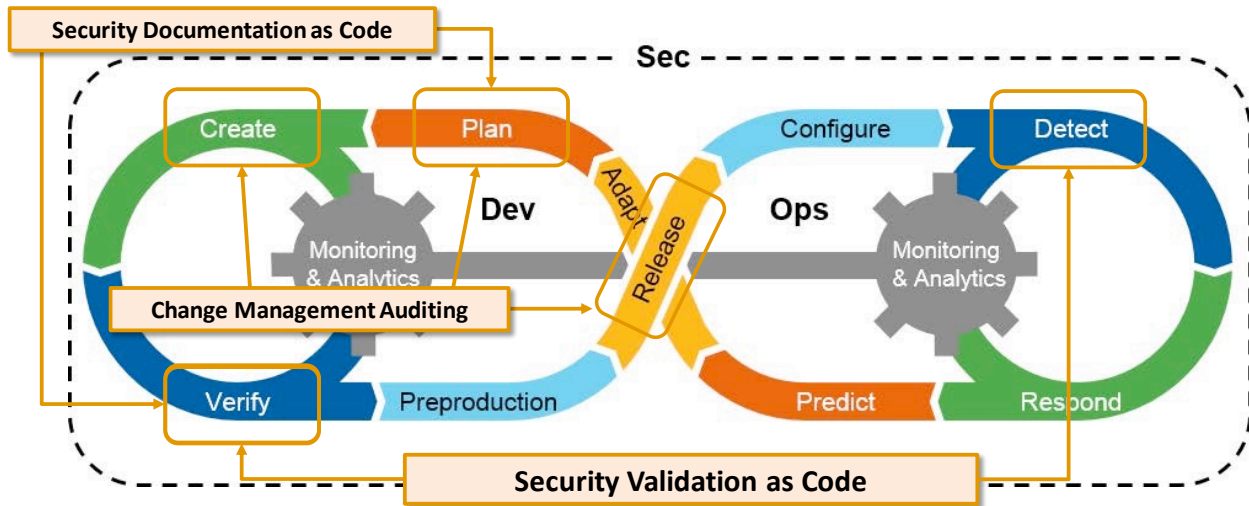 Security Documentation as Code
Sec
Create
Plan
Configure
Detect
Adapt
Release
Dev
Ops
Monitoring
& Analytics
Monitoring
& Analytics
Change Management Auditing
Verify
Preproduction
Predict
Respond
Security Validation as Code